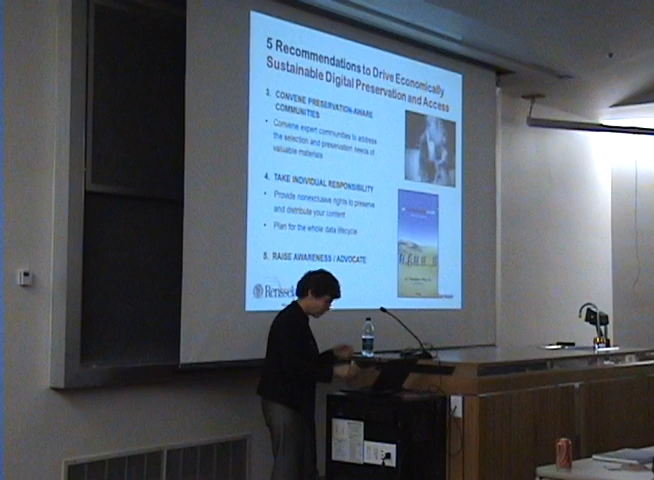 5 Recommendations to Drive Economically
Sustainable Digital Preservation and Access
3. CONVENE PRESERVATION-AWARE
COMMUNITIES
• Convene expert communities to address
the selection and preservation needs of
valuable materials
4. TAKE INDIVIDUAL RESPONSIBILITY
• Provide nonexclusive rights to preserve
and distribute your content
• Plan for the whole data lifecycle
5. RAISE AWARENESS / ADVOCATE